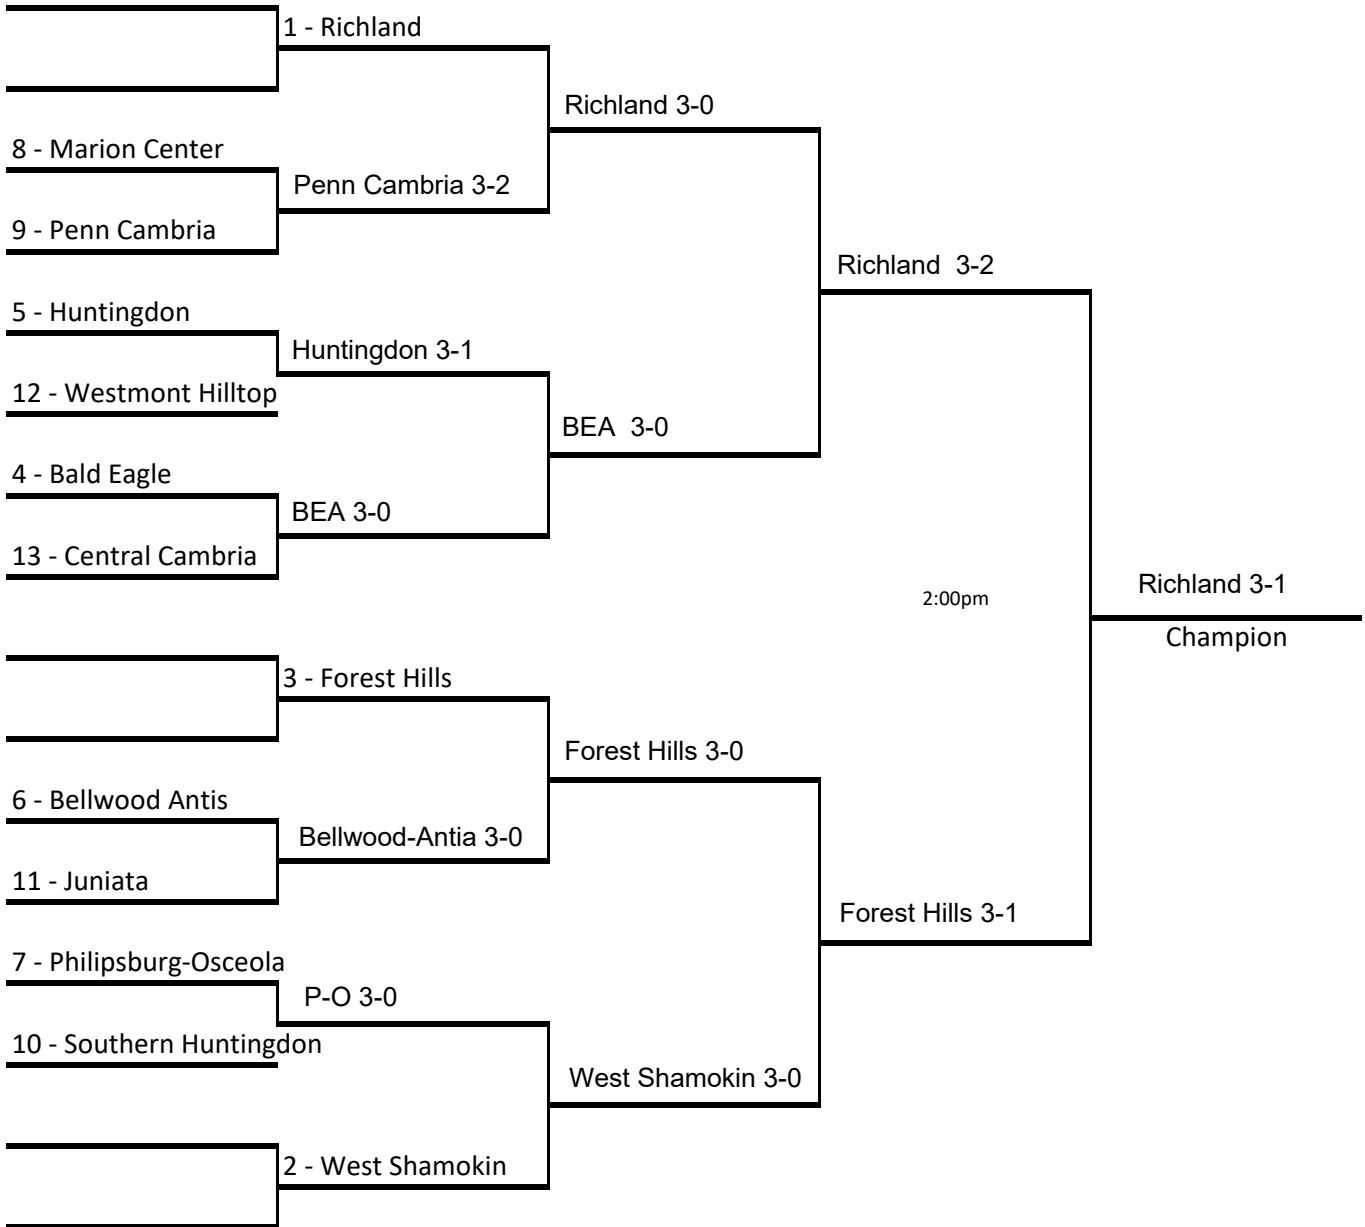 1 - Richland
Richland 3-0
8 - Marion Center
Penn Cambria 3-2
9 - Penn Cambria
Richland  3-2
5 - Huntingdon
Huntingdon 3-1
12 - Westmont Hilltop
BEA  3-0
4 - Bald Eagle
BEA 3-0
13 - Central Cambria
Richland 3-1
2:00pm
Champion
3 - Forest Hills
Forest Hills 3-0
6 - Bellwood Antis
Bellwood-Antia 3-0
11 - Juniata
Forest Hills 3-1
7 - Philipsburg-Osceola
P-O 3-0
10 - Southern Huntingdon
West Shamokin 3-0
2 - West Shamokin